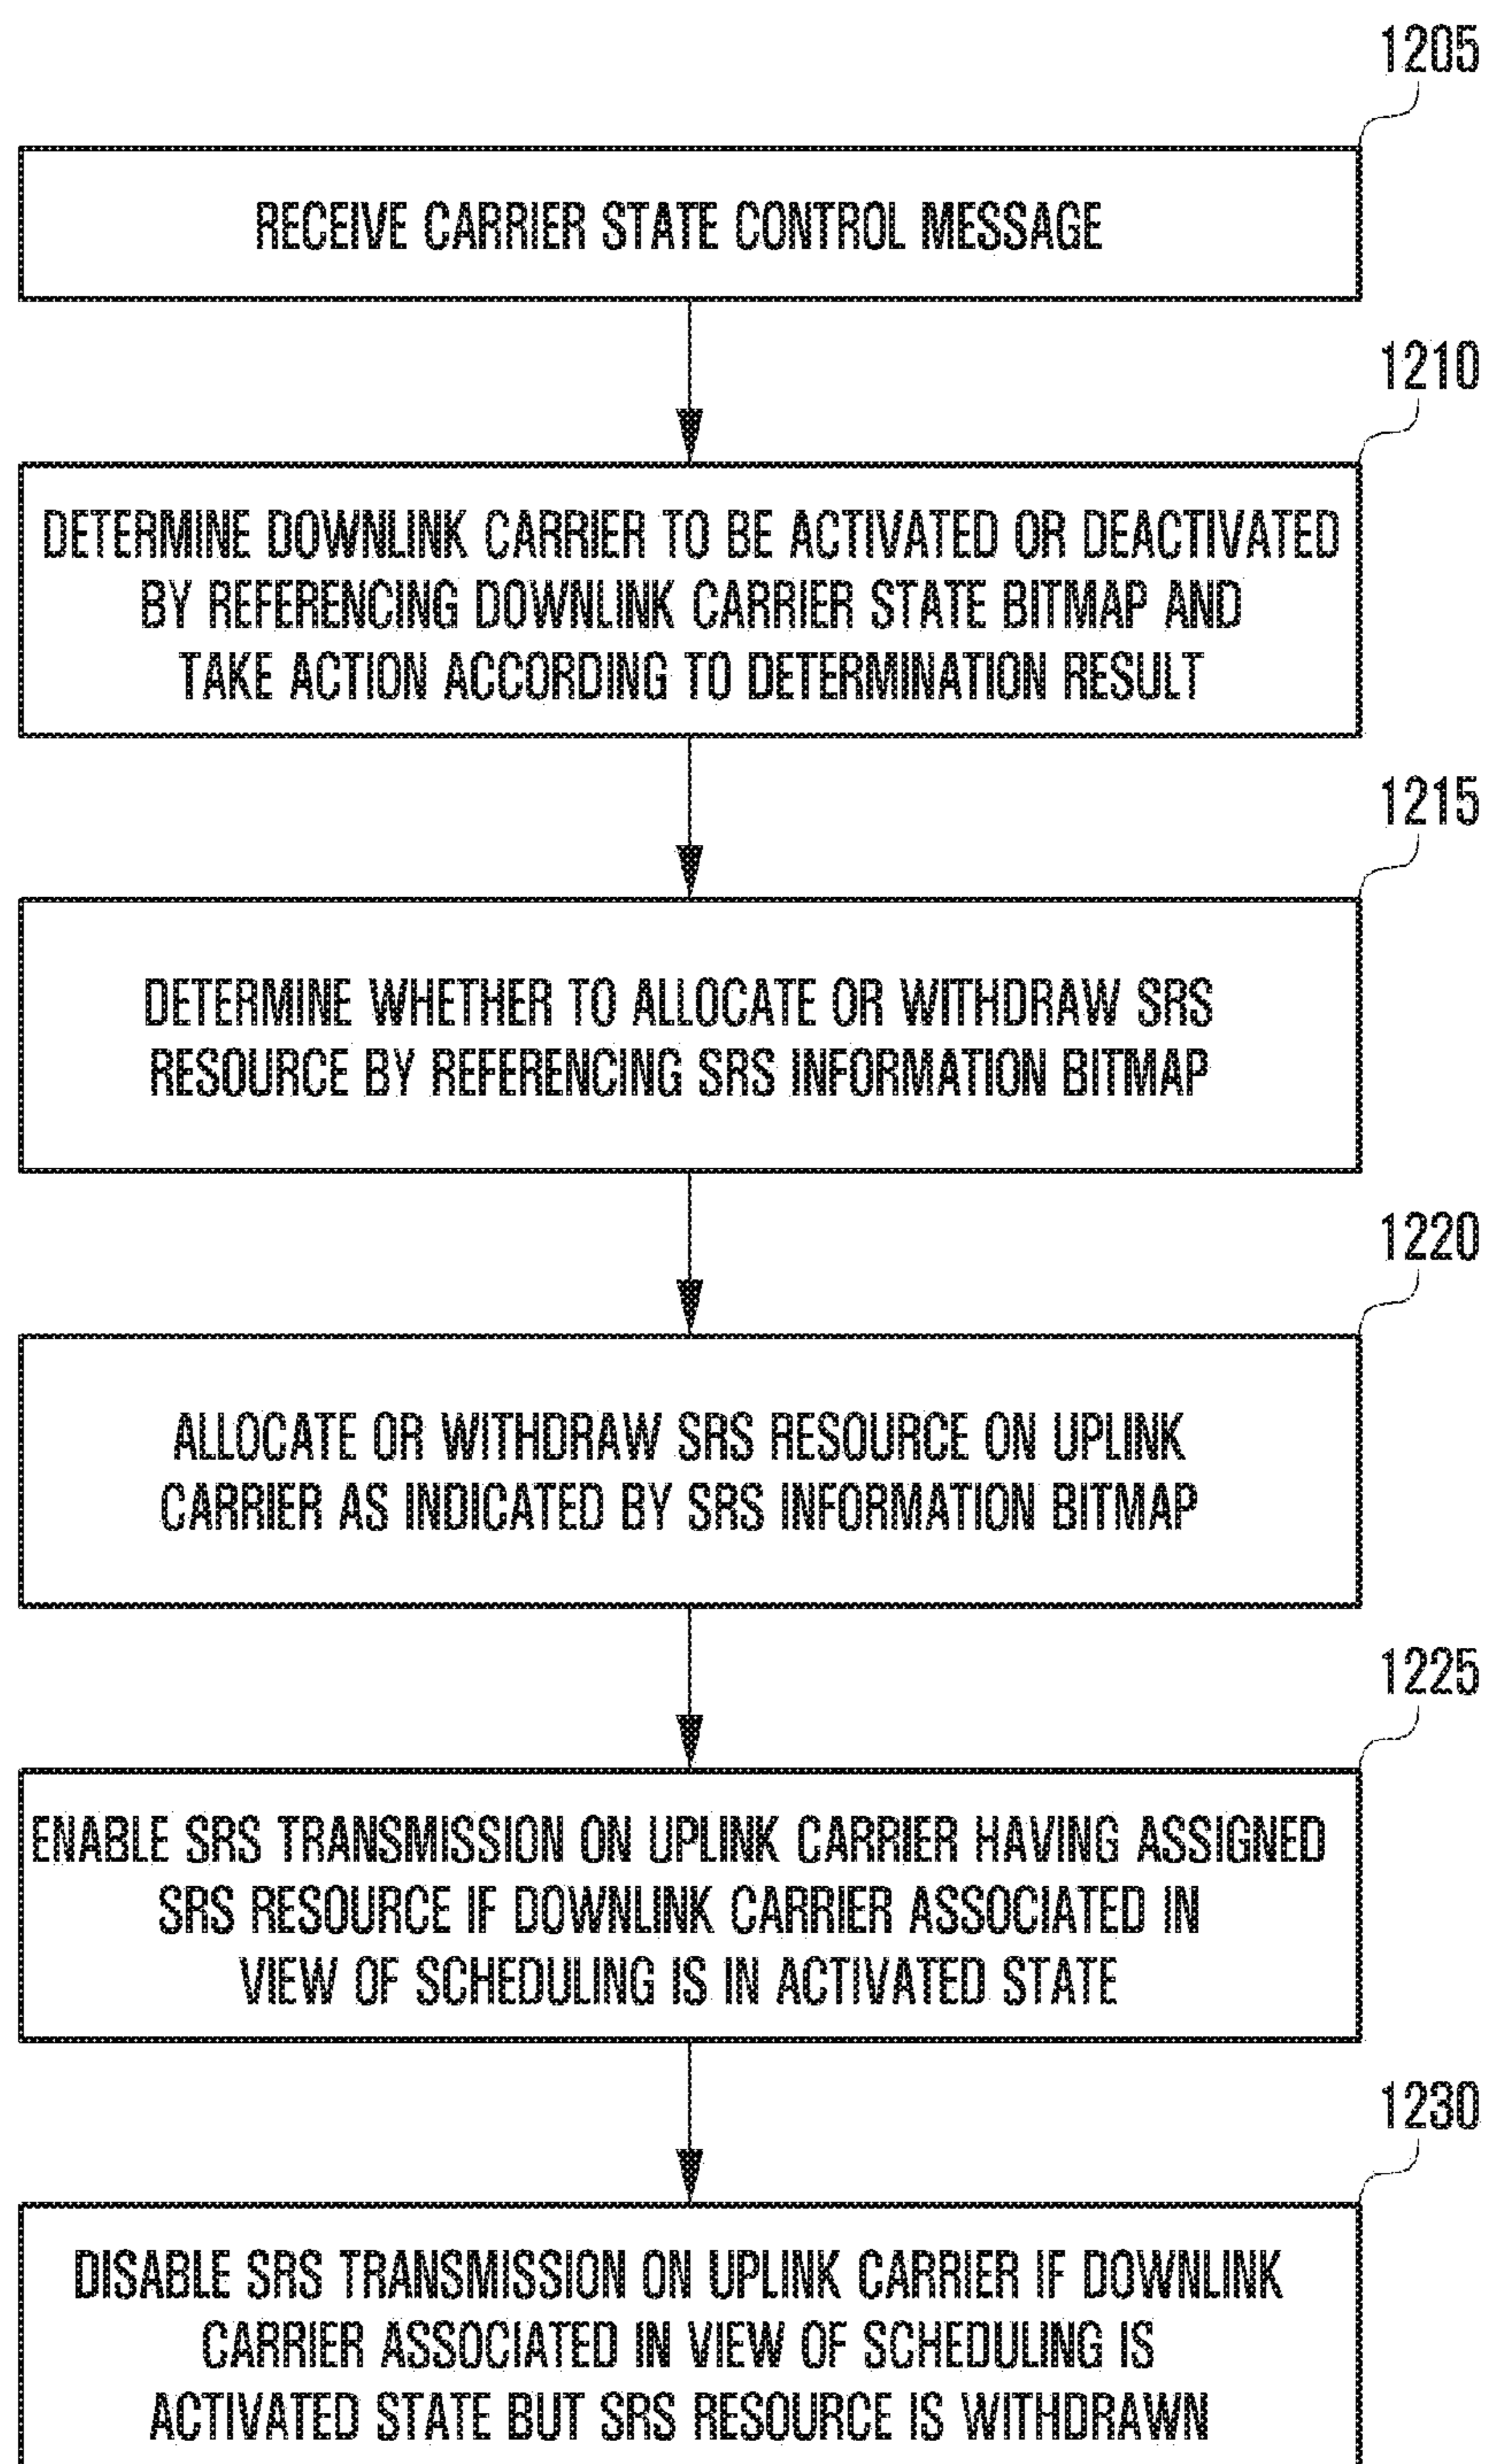 1205
RECEIVE CARRIER STATE CONTROL MESSAGE
1210
DETERMINE DOWNLINK CARRIER TO BE ACTIVATED OR DEACTIVATED
BY REFERENCING DOWNLINK CARRIER STATE BITMAP AND
TAKE ACTION ACCORDING TO DETERMINATION RESULT
1215
DETERMINE WHETHER TO ALLOCATE OR WITHDRAW SRS
RESOURCE BY REFERENCING SRS INFORMATION BITMAP
1220
ALLOCATE OR WITHDRAW SRS RESOURCE ON UPLINK
CARRIER AS INDICATED BY SRS INFORMATION BITMAP
1225
ENABLE SRS TRANSMISSION ON UPLINK CARRIER HAVING ASSIGNED
SRS RESOURCE IF DOWNLINK CARRIER ASSOCIATED IN
VIEW OF SCHEDULING IS IN ACTIVATED STATE
1230
DISABLE SRS TRANSMISSION ON UPLINK CARRIER IF DOWNLINK
CARRIER ASSOCIATED IN VIEW OF SCHEDULING IS
ACTIVATED STATE BUT SRS RESOURCE IS WITHDRAWN